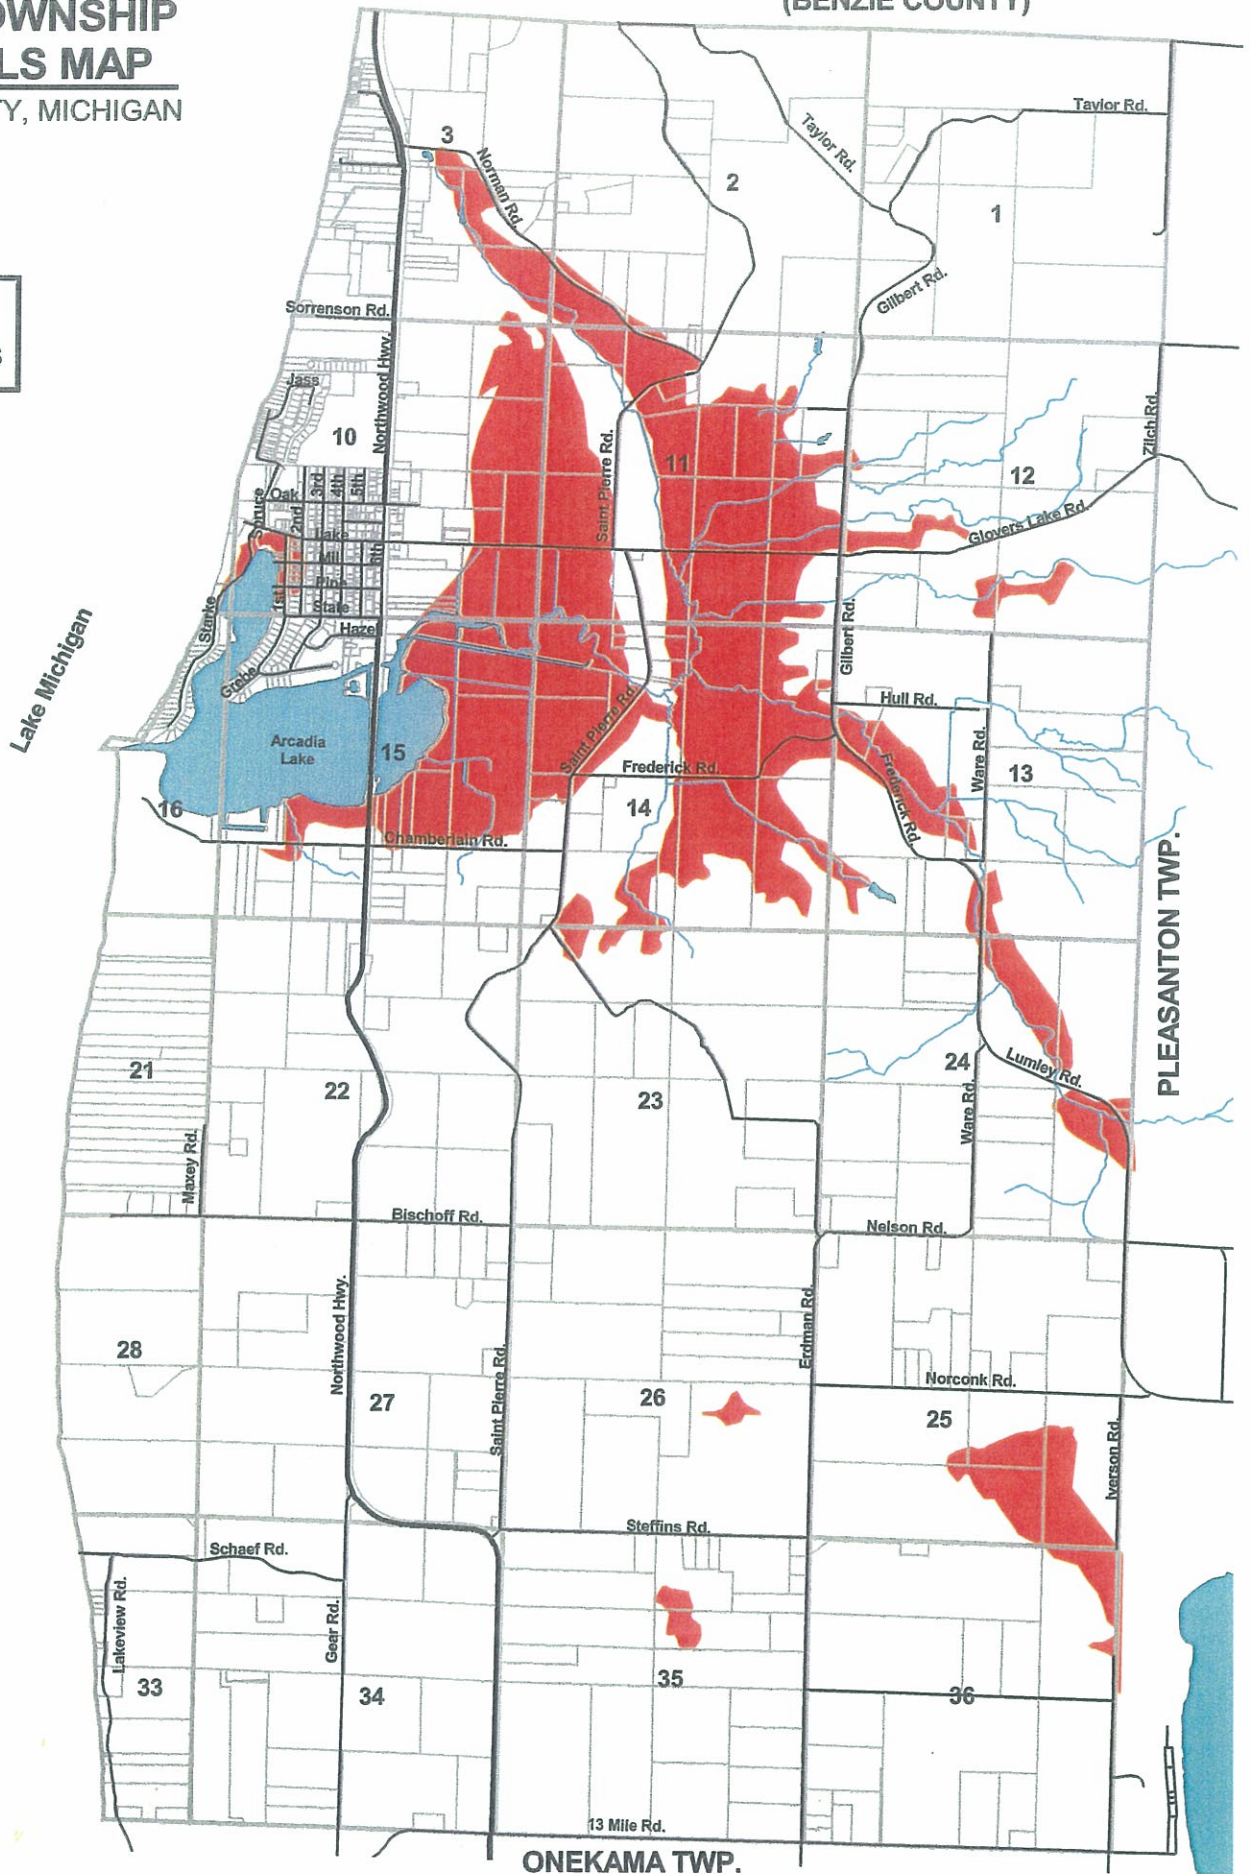 OWNSHIP
LS MAP
TY, MICHIGAN
(BENZIE COUNTY)
Taylor Rd.
Taylor Rd.
3
Norman Rd.
2
1
Gilbert Rd.
Sorrenson Rd.
Northwood Hwy.
Jass
10
Saint Pierre Rd.
11
12
Zilch Rd.
Spruce
Oak
2nd
3rd
4th
5th
Glovers Lake Rd.
Lake
Mill
6th
Pine
1st
State
Starke
Hazel
Gilbert Rd.
Grebe
Lake Michigan
Hull Rd.
Saint Pierre Rd.
Arcadia
Lake
15
Frederick Rd.
Frederick Rd.
Ware Rd.
13
16
14
Chamberlain Rd.
PLEASANTON TWP.
21
22
23
24
Lumley Rd.
Ware Rd.
Maxey Rd.
Bischoff Rd.
Nelson Rd.
Northwood Hwy.
Erdman Rd.
28
Saint Pierre Rd.
27
26
Norconk Rd.
25
Iverson Rd.
Steffins Rd.
Schaef Rd.
Lakeview Rd.
Gear Rd.
33
34
35
36
13 Mile Rd.
ONEKAMA TWP.